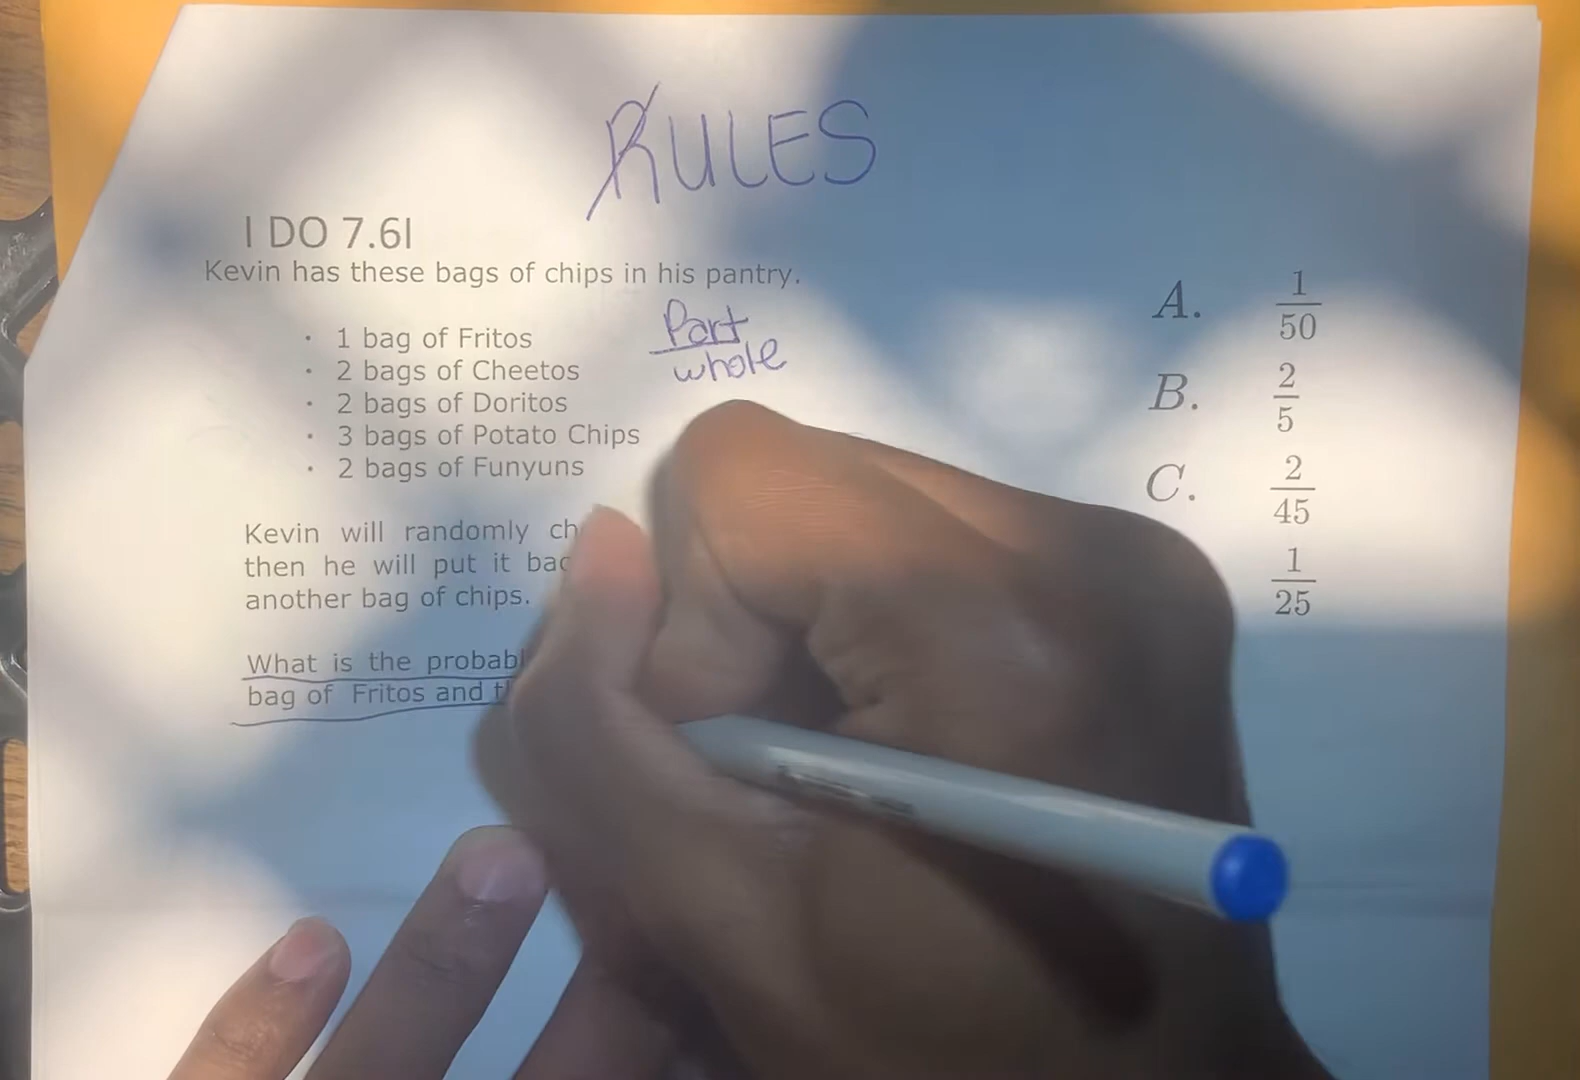 RULES
I DO 7.6I
Kevin has these bags of chips in his pantry.
Part
whole
· 1 bag of Fritos
· 2 bags of Cheetos
· 2 bags of Doritos
· 3 bags of Potato Chips
· 2 bags of Funyuns
Kevin will randomly
then he will put it
another bag of chips.
What is the
bag of Fritos and
A. 1/50
B. 2/5
C. 2/45
1/25